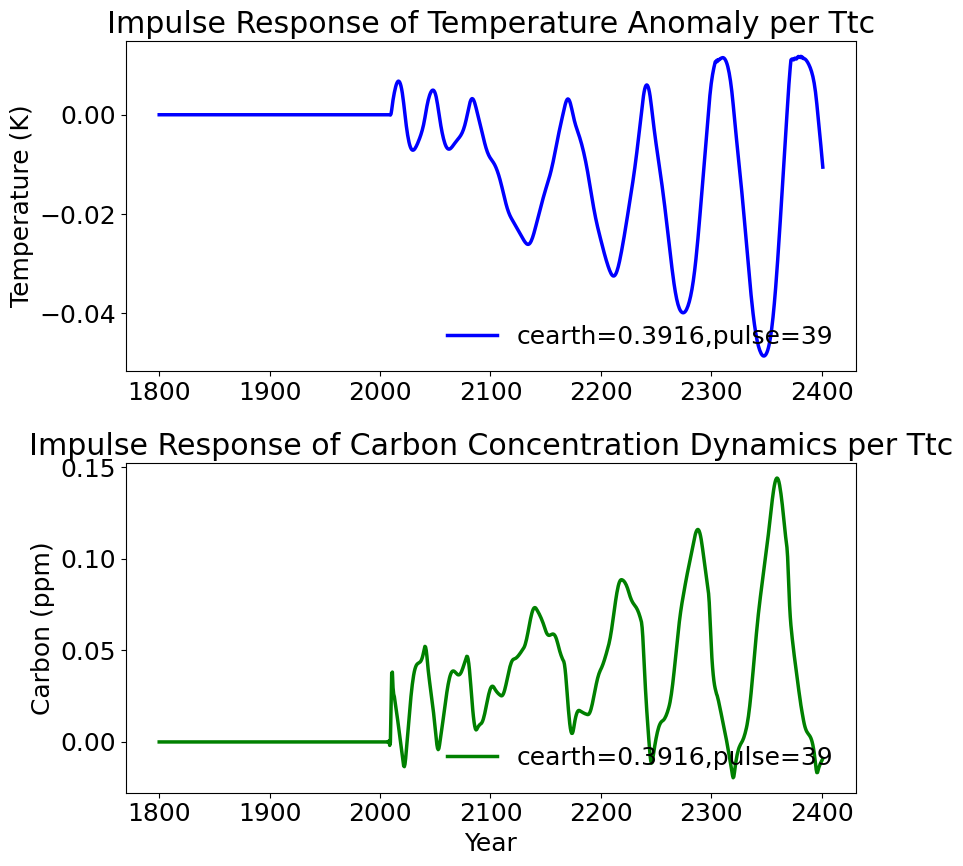 Impulse Response of Temperature Anomaly per Ttc
Temperature (K)
0.00
−0.02
−0.04
cearth=0.3916,pulse=39
1800 1900 2000 2100 2200 2300 2400
Impulse Response of Carbon Concentration Dynamics per Ttc
Carbon (ppm)
0.15
0.10
0.05
0.00
cearth=0.3916,pulse=39
1800 1900 2000 2100 2200 2300 2400
Year